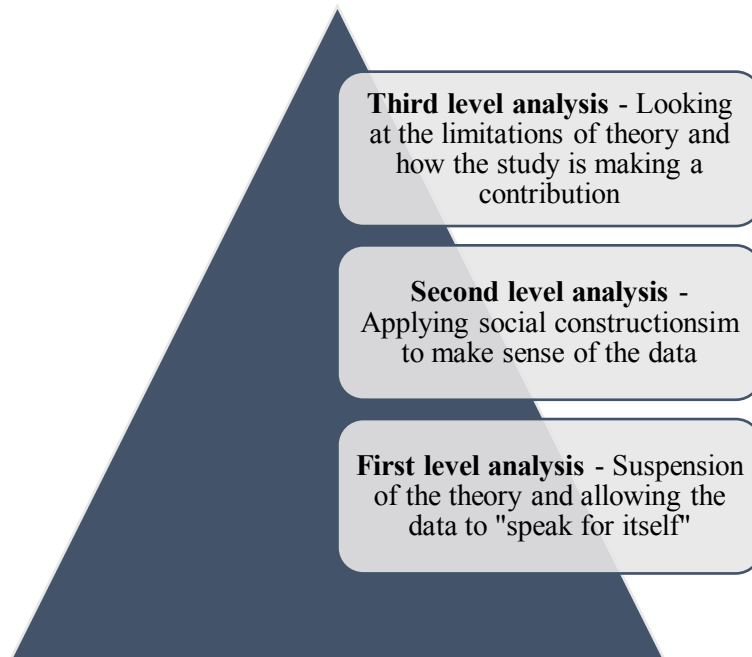 Third level analysis - Looking
at the limitations of theory and
how the study is making a
contribution
Second level analysis -
Applying social constructionsim
to make sense of the data
First level analysis - Suspension
of the theory and allowing the
data to "speak for itself"